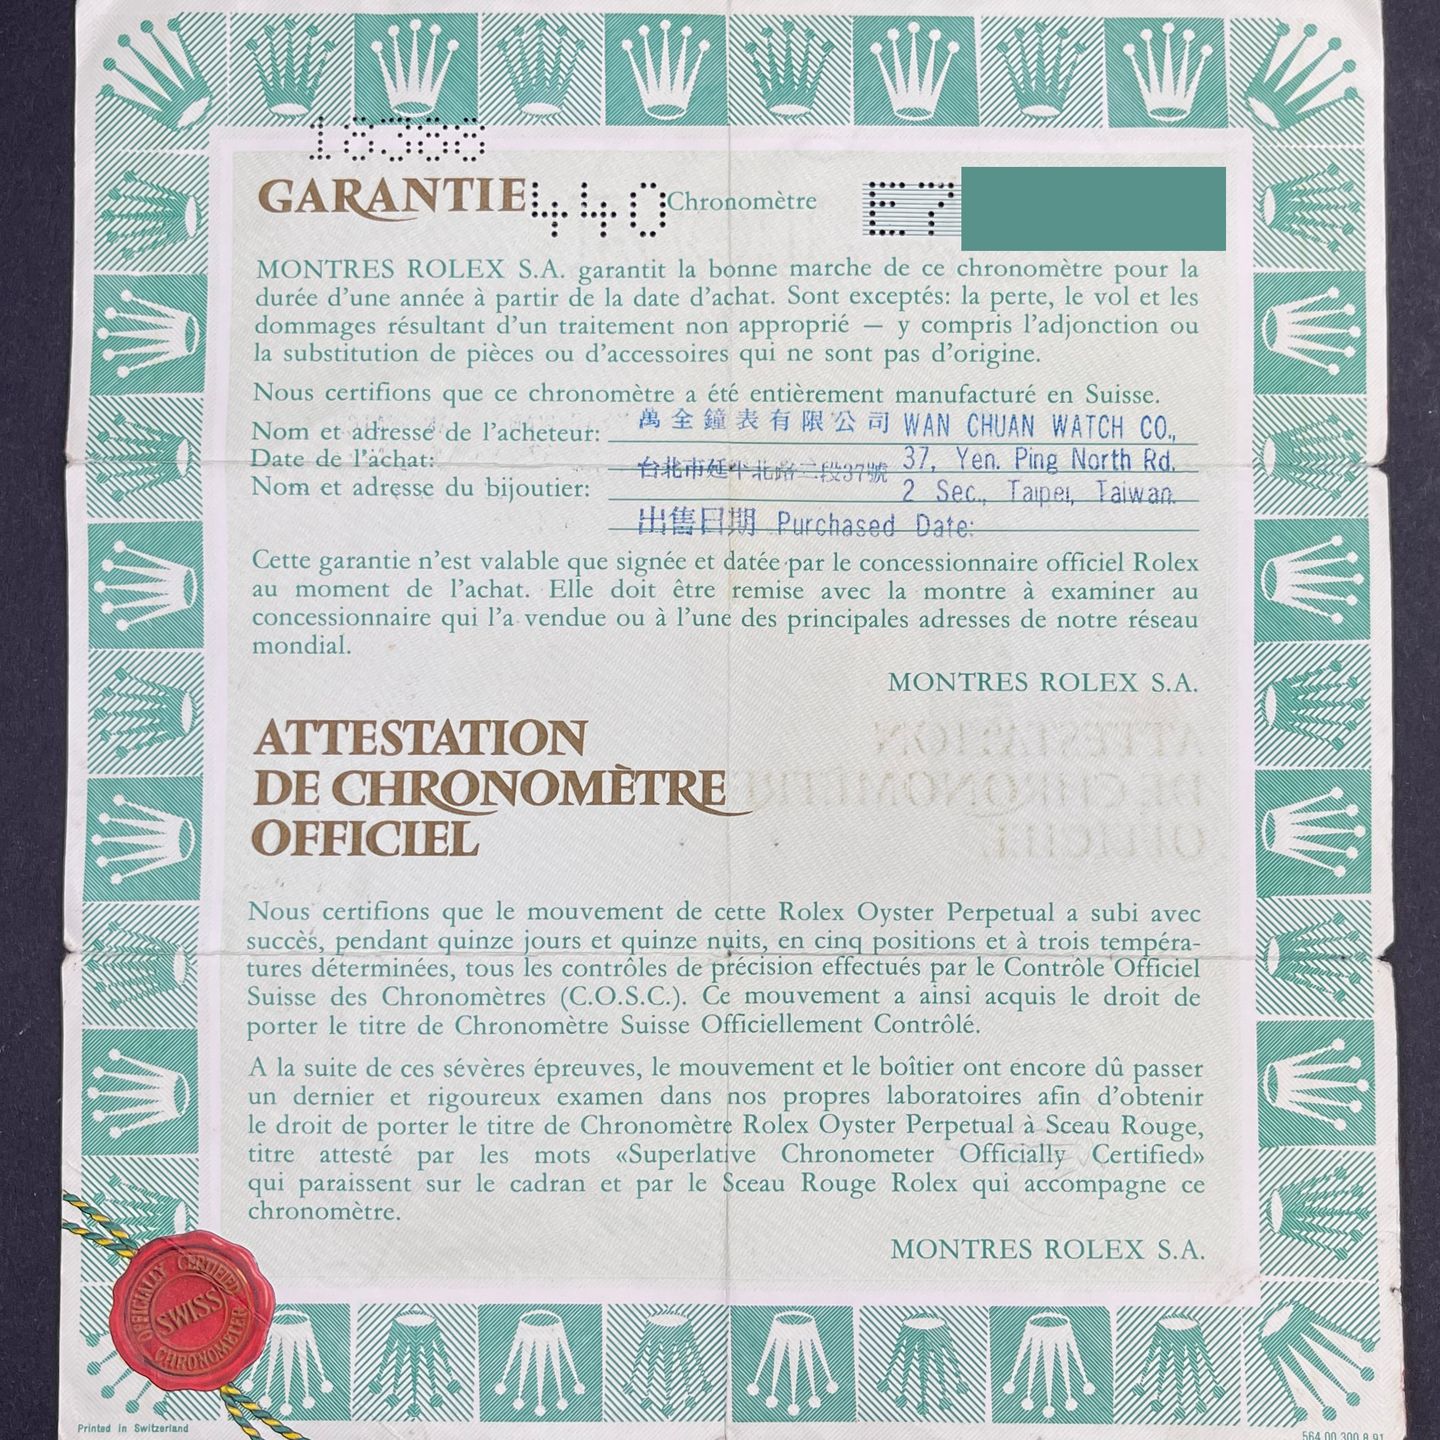 GARANTIE 440 Chronomètre E7
MONTRES ROLEX S.A. garantit la bonne marche de ce chronomètre pour la
durée d'une année à partir de la date d'achat. Sont exceptés: la perte, le vol et les
dommages résultant d'un traitement non approprié — y compris l'adjonction ou
la substitution de pièces ou d'accessoires qui ne sont pas d'origine.
Nous certifions que ce chronomètre a été entièrement manufacturé en Suisse.
Nom et adresse de l'acheteur: 萬全鐘表有限公司 WAN CHUAN WATCH CO.,
Date de l'achat: 台北市延平北路二段37號 37, Yen. Ping North Rd,
Nom et adresse du bijoutier: 2 Sec., Taipei, Taiwan.
出售日期 Purchased Date:
Cette garantie n'est valable que signée et datée par le concessionnaire officiel Rolex
au moment de l'achat. Elle doit être remise avec la montre à examiner au
concessionnaire qui l'a vendue ou à l'une des principales adresses de notre réseau
mondial.
MONTRES ROLEX S.A.
ATTESTATION
DE CHRONOMÈTRE
OFFICIEL
Nous certifions que le mouvement de cette Rolex Oyster Perpetual a subi avec
succès, pendant quinze jours et quinze nuits, en cinq positions et à trois tempéra-
tures déterminées, tous les contrôles de précision effectués par le Contrôle Officiel
Suisse des Chronomètres (C.O.S.C.). Ce mouvement a ainsi acquis le droit de
porter le titre de Chronomètre Suisse Officiellement Contrôlé.
A la suite de ces sévères épreuves, le mouvement et le boîtier ont encore dû passer
un dernier et rigoureux examen dans nos propres laboratoires afin d'obtenir
le droit de porter le titre de Chronomètre Rolex Oyster Perpetual à Sceau Rouge,
titre attesté par les mots «Superlative Chronometer Officially Certified»
qui paraissent sur le cadran et par le Sceau Rouge Rolex qui accompagne ce
chronomètre.
MONTRES ROLEX S.A.
OFFICIALLY CERTIFIED
SWISS
CHRONOMETER
Printed in Switzerland
564.00.300.8.91